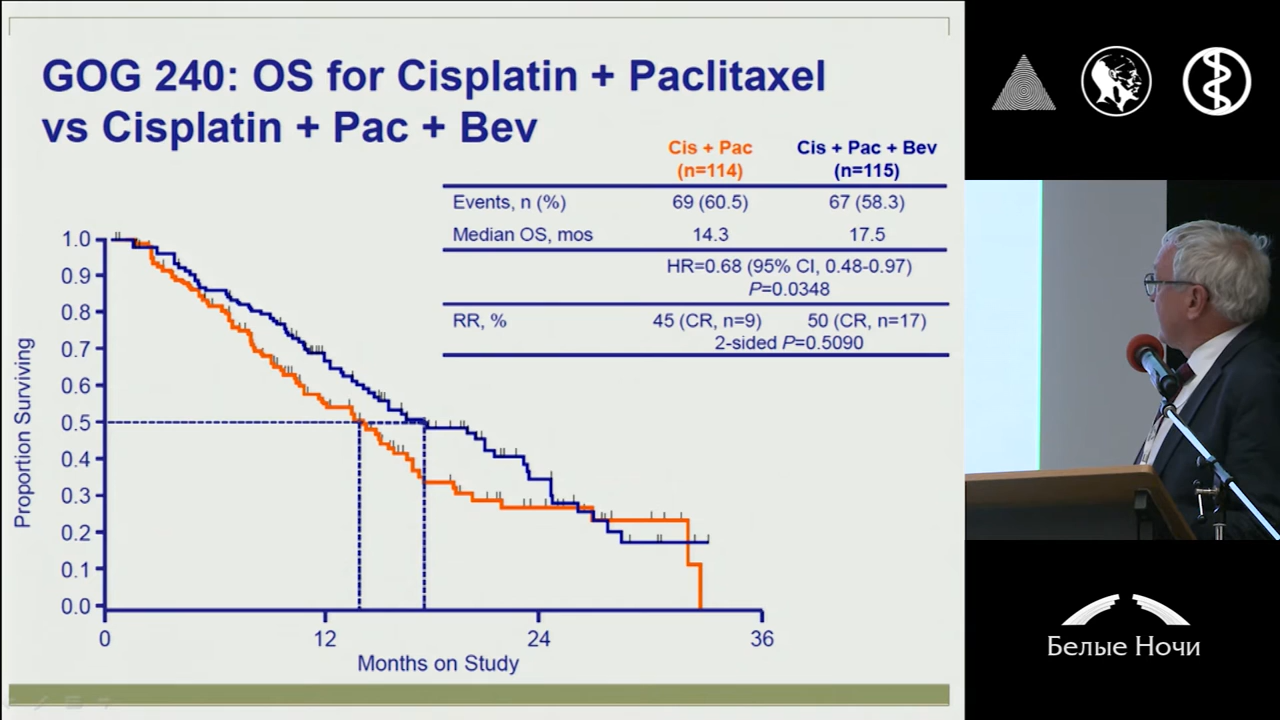 GOG 240: OS for Cisplatin + Paclitaxel
vs Cisplatin + Pac + Bev
Cis + Pac
(n=114)
Cis + Pac + Bev
(n=115)
Events, n (%)
69 (60.5)
67 (58.3)
Median OS, mos
14.3
17.5
HR=0.68 (95% CI, 0.48-0.97)
P=0.0348
RR, %
45 (CR, n=9)
50 (CR, n=17)
2-sided P=0.5090
Proportion Surviving
1.0
0.9
0.8
0.7
0.6
0.5
0.4
0.3
0.2
0.1
0.0
0
12
24
36
Months on Study
Белые Ночи